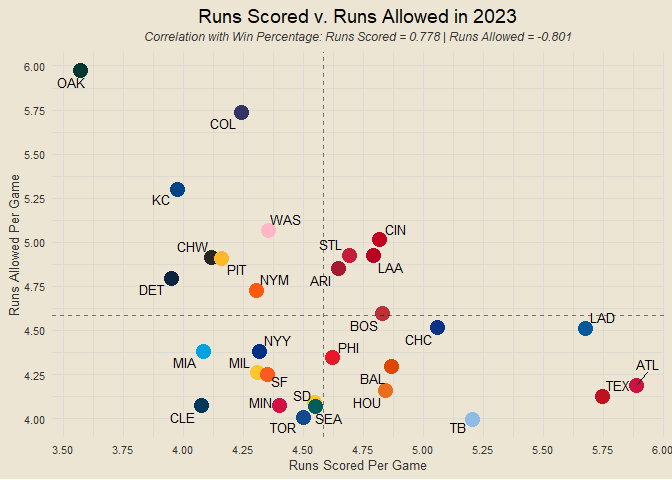 Runs Scored v. Runs Allowed in 2023
Correlation with Win Percentage: Runs Scored = 0.778 | Runs Allowed = -0.801
6.00
OAK
5.75
COL
5.50
5.25
KC
WAS
CIN
5.00
CHW
STL
PIT
LAA
ARI
4.75
DET
NYM
LAD
BOS
CHC
4.50
NYY
PHI
MIA
MIL
ATL
4.25
SF
BAL
TEX
MIN
SD
HOU
CLE
TOR
SEA
TB
4.00
Runs Allowed Per Game
3.50 3.75 4.00 4.25 4.50 4.75 5.00 5.25 5.50 5.75 6.00
Runs Scored Per Game